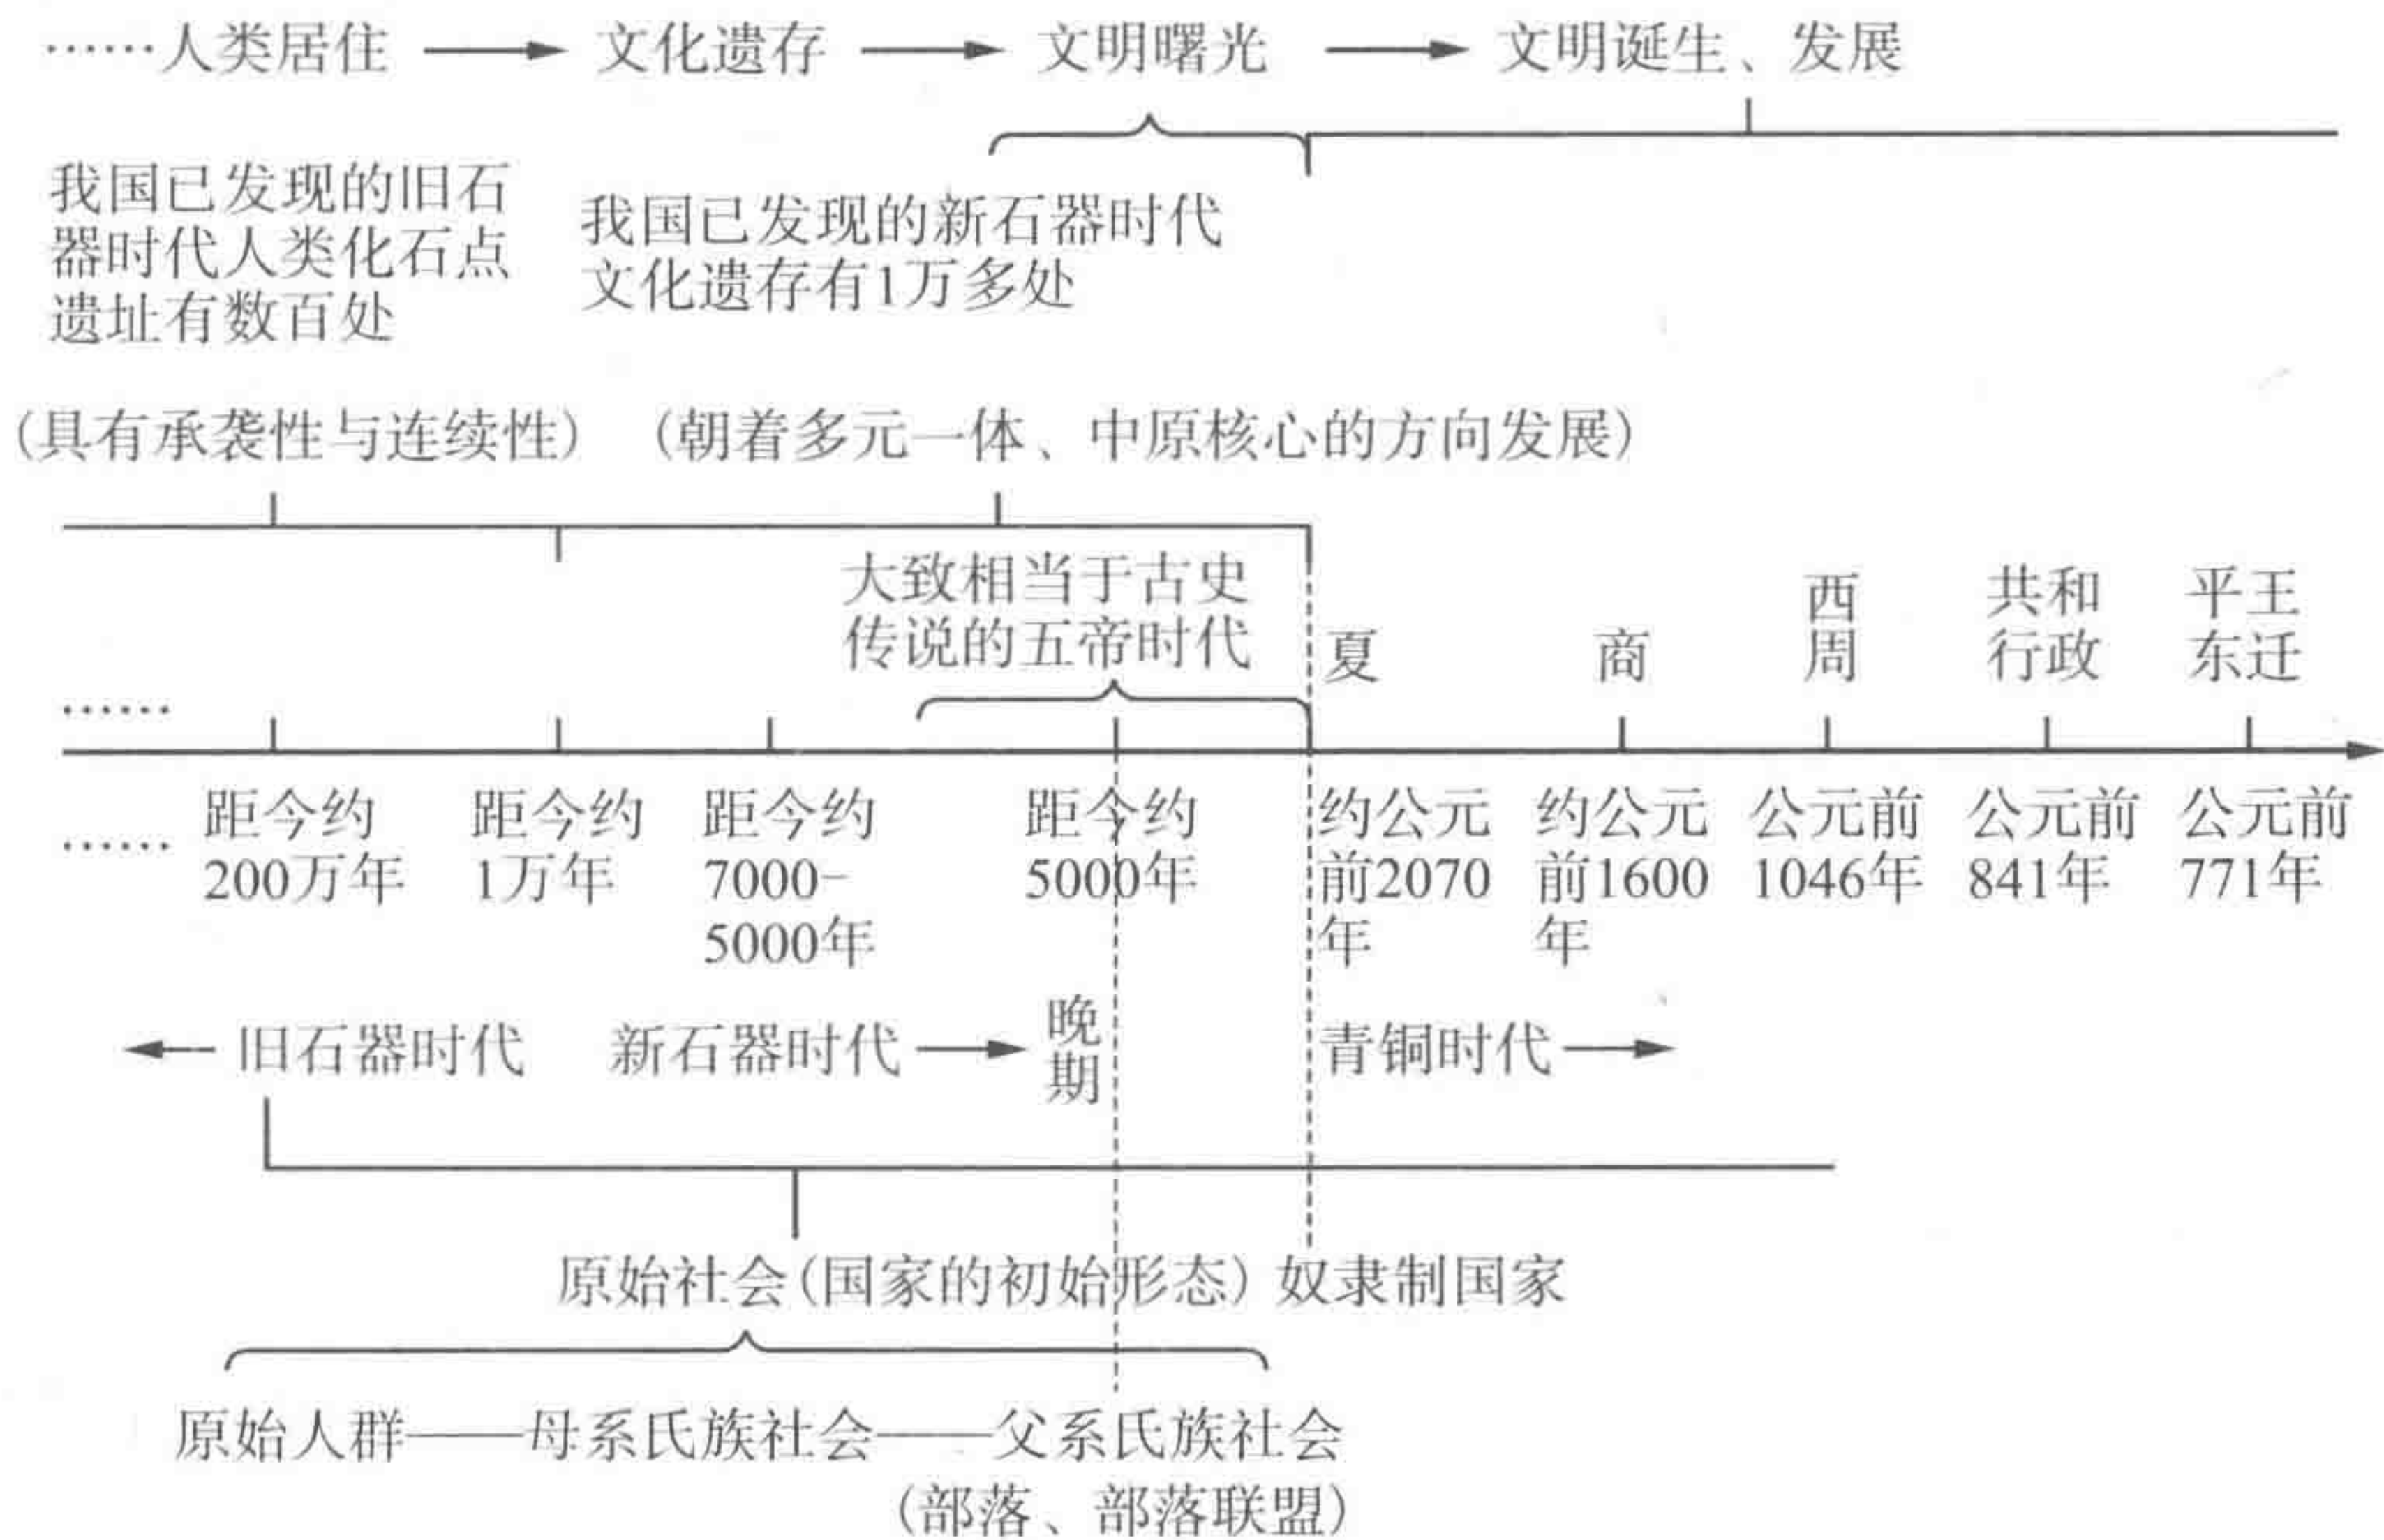 ……人类居住 → 文化遗存 → 文明曙光 → 文明诞生、发展
我国已发现的旧石
器时代人类化石点
遗址有数百处
我国已发现的新石器时代
文化遗存有1万多处
(具有承袭性与连续性) (朝着多元一体、中原核心的方向发展)
大致相当于古史
传说的五帝时代
夏
商
西
周
共和
行政
平王
东迁
……
……
距今约
200万年
距今约
1万年
距今约
7000-
5000年
距今约
5000年
约公元
前2070
年
约公元
前1600
年
公元前
1046年
公元前
841年
公元前
771年
旧石器时代
新石器时代
晚
期
青铜时代
原始社会(国家的初始形态) 奴隶制国家
原始人群——母系氏族社会——父系氏族社会
(部落、部落联盟)